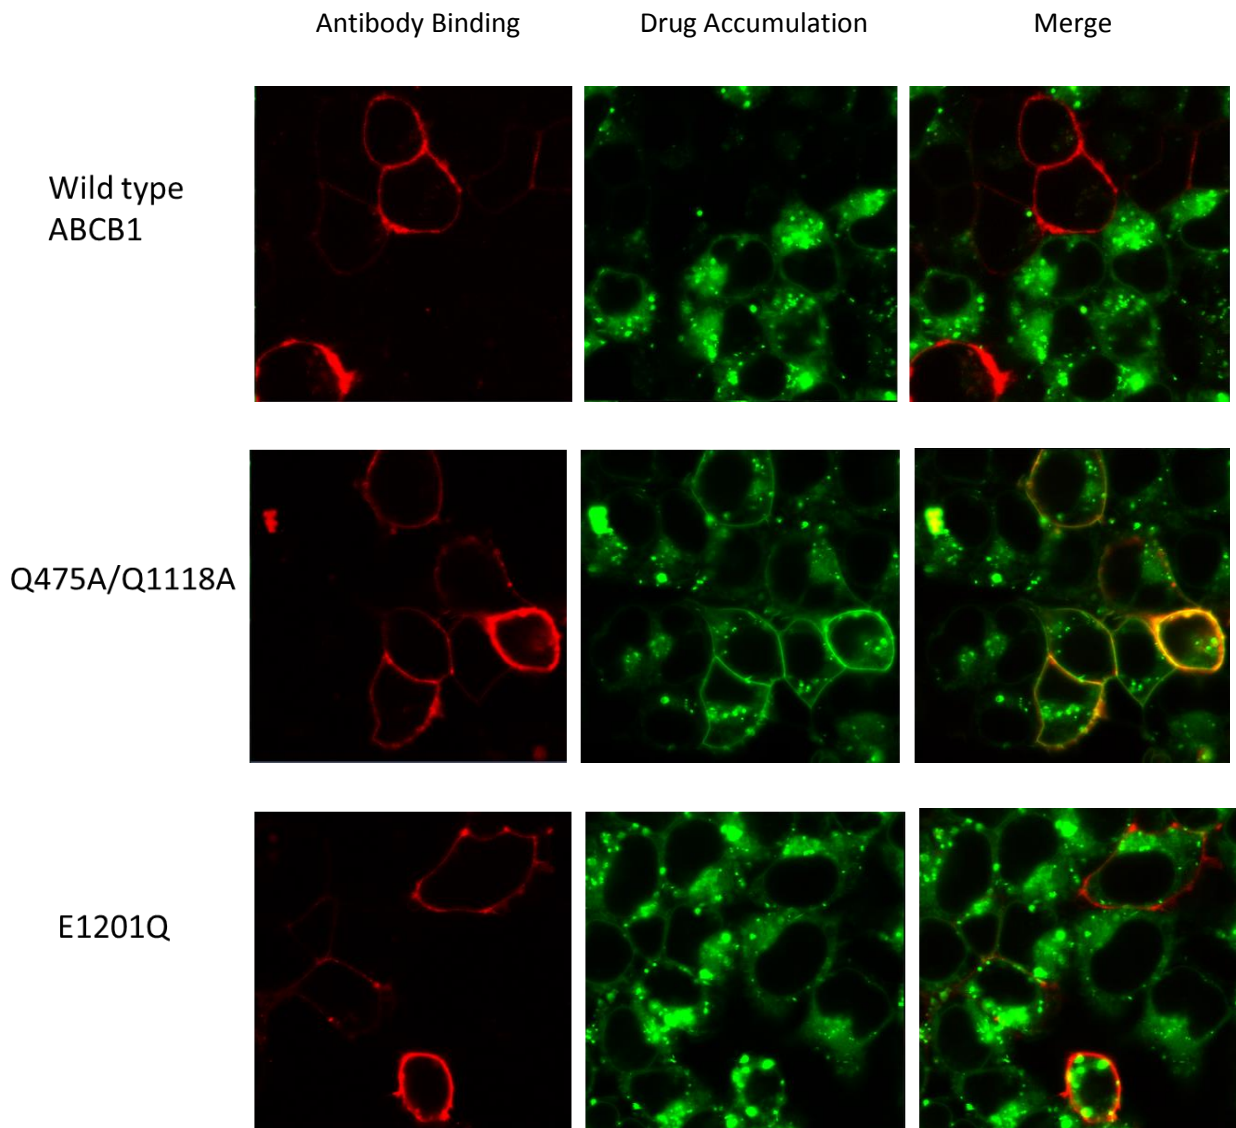 Antibody Binding
Drug Accumulation
Merge
Wild type
ABCB1
Q475A/Q1118A
E1201Q